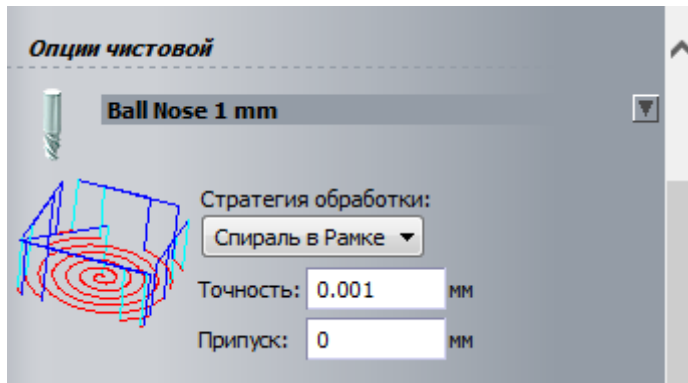 Опции чистовой
Ball Nose 1 mm
Стратегия обработки:
Спираль в Рамке
Точность: 0.001 мм
Припуск: 0 мм